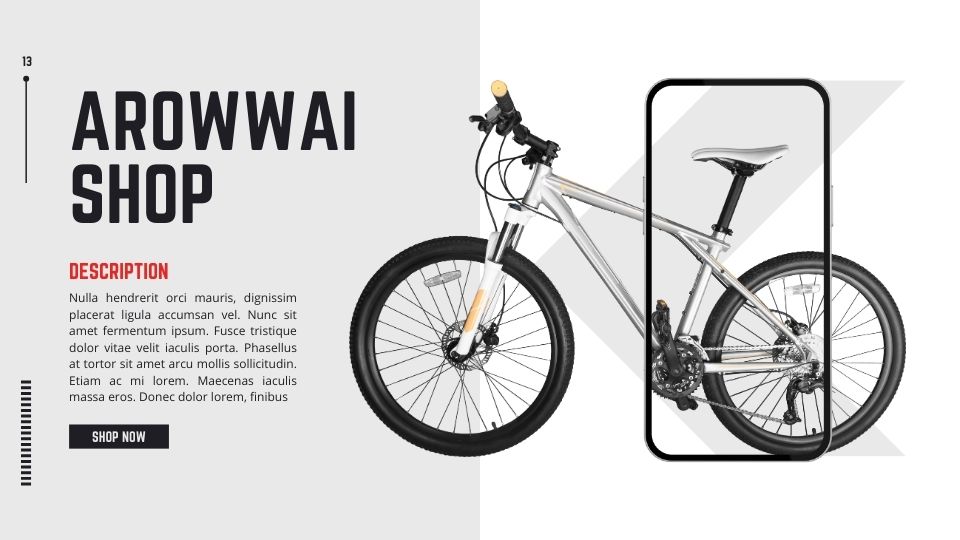 13
AROWWAI
SHOP
DESCRIPTION
Nulla hendrerit orci mauris, dignissim
placerat ligula accumsan vel. Nunc sit
amet fermentum ipsum. Fusce tristique
dolor vitae velit iaculis porta. Phasellus
at tortor sit amet arcu mollis sollicitudin.
Etiam ac mi lorem. Maecenas iaculis
massa eros. Donec dolor lorem, finibus
SHOP NOW